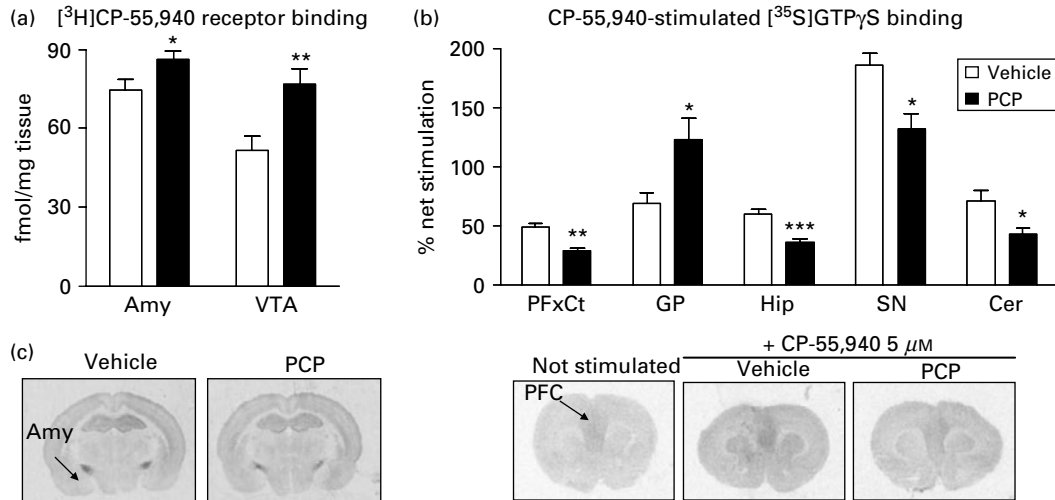 (a) [³H]CP-55,940 receptor binding
90
60
30
0
fmol/mg tissue
*
**
Amy VTA
(b) CP-55,940-stimulated [³⁵S]GTPγS binding
200
150
100
50
0
% net stimulation
Vehicle
PCP
**
*
***
*
*
PFxCt GP Hip SN Cer
(c)
Vehicle PCP
Amy
Not stimulated
PFC
+ CP-55,940 5 μM
Vehicle PCP